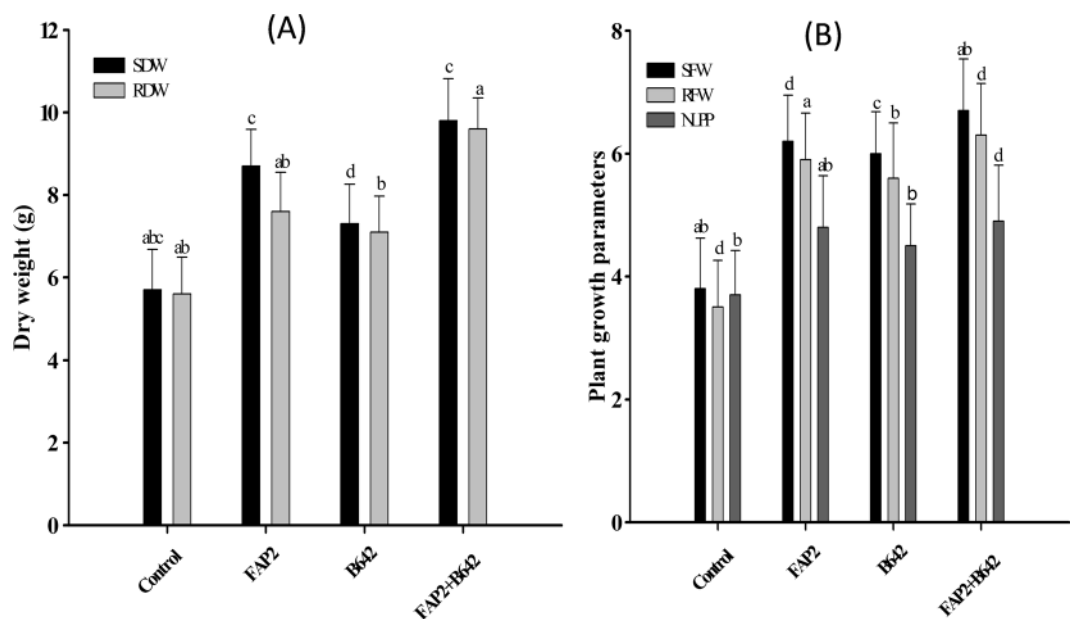 (A)
12
10
8
6
4
2
0
Dry weight (g)
SDW
RDW
abc
ab
c
ab
d
b
c
a
Control
FAP2
B642
FAP2+B642
(B)
8
6
4
2
0
Plant growth parameters
SFW
RFW
NLPP
ab
d
b
d
a
ab
c
b
b
ab
d
d
Control
FAP2
B642
FAP2+B642